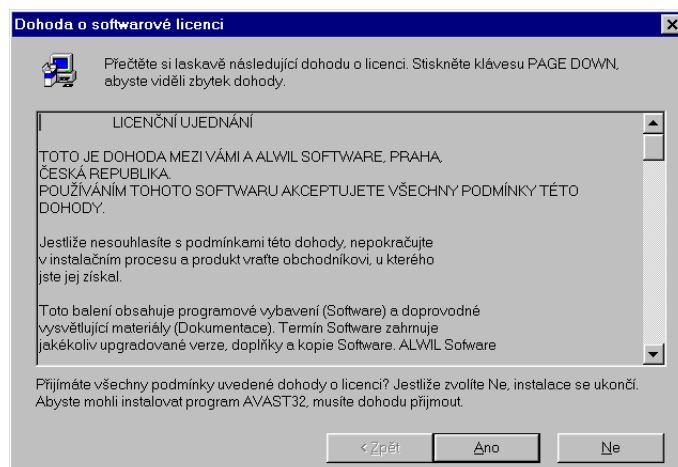 Dohoda o softwarové licenci
Přečtěte si laskavě následující dohodu o licenci. Stiskněte klávesu PAGE DOWN,
abyste viděli zbytek dohody.
LICENČNÍ UJEDNÁNÍ
TOTO JE DOHODA MEZI VÁMI A ALWIL SOFTWARE, PRAHA,
ČESKÁ REPUBLIKA.
POUŽÍVÁNÍM TOHOTO SOFTWARU AKCEPTUJETE VŠECHNY PODMÍNKY TÉTO
DOHODY.
Jestliže nesouhlasíte s podmínkami této dohody, nepokračujte
v instalačním procesu a produkt vraťte obchodníkovi, u kterého
jste jej získal.
Toto balení obsahuje programové vybavení (Software) a doprovodné
vysvětlující materiály (Dokumentace). Termín Software zahrnuje
jakékoliv upgradované verze, doplňky a kopie Software. ALWIL Sofware
Přijímáte všechny podmínky uvedené dohody o licenci? Jestliže zvolíte Ne, instalace se ukončí.
Abyste mohli instalovat program AVAST32, musíte dohodu přijmout.
< Zpět Ano Ne